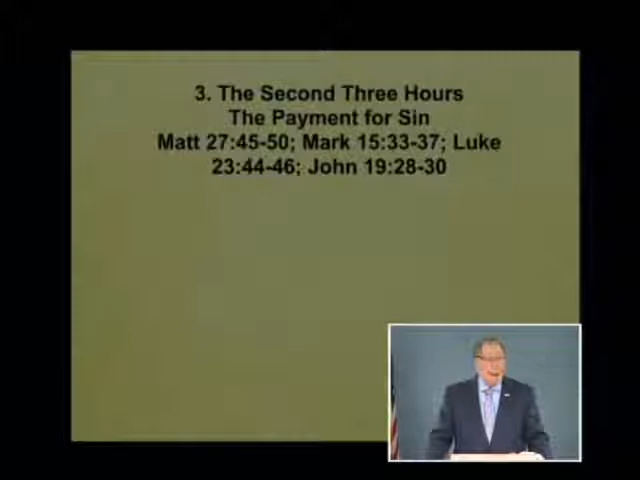 3. The Second Three Hours
The Payment for Sin
Matt 27:45-50; Mark 15:33-37; Luke
23:44-46; John 19:28-30